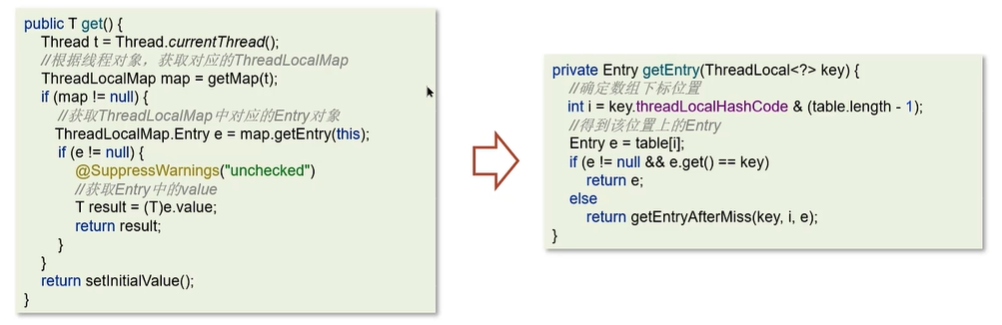 public T get() {
Thread t = Thread.currentThread();
//根据线程对象，获取对应的ThreadLocalMap
ThreadLocalMap map = getMap(t);
if (map != null) {
//获取ThreadLocalMap中对应的Entry对象
ThreadLocalMap.Entry e = map.getEntry(this);
if (e != null) {
@SuppressWarnings("unchecked")
//获取Entry中的value
T result = (T)e.value;
return result;
}
}
return setInitialValue();
}
private Entry getEntry(ThreadLocal<?> key) {
//确定数组下标位置
int i = key.threadLocalHashCode & (table.length - 1);
//得到该位置上的Entry
Entry e = table[i];
if (e != null && e.get() == key)
return e;
else
return getEntryAfterMiss(key, i, e);
}